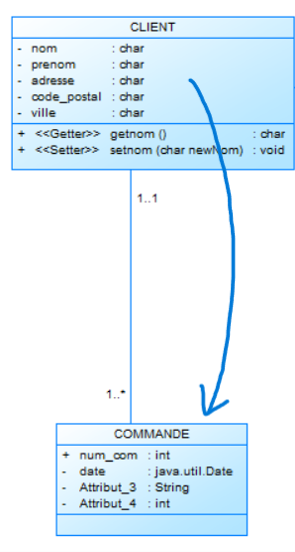 CLIENT
- nom : char
- prenom : char
- adresse : char
- code_postal : char
- ville : char
+ <<Getter>> getnom () : char
+ <<Setter>> setnom (char newNom) : void
1..1
1..*
COMMANDE
+ num_com : int
- date : java.util.Date
- Attribut_3 : String
- Attribut_4 : int